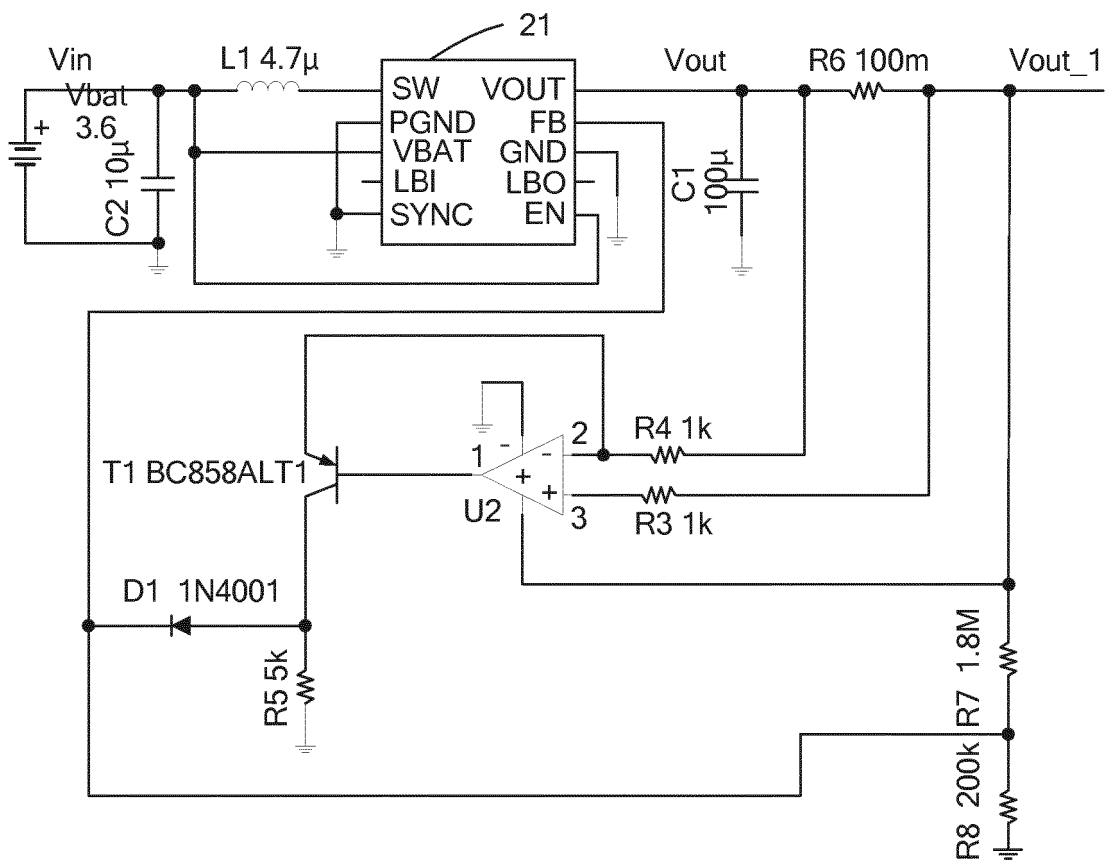 21
Vin
L1 4.7μ
Vout
R6 100m
Vout_1
Vbat
3.6
+
C2 10μ
SW
VOUT
PGND
FB
VBAT
GND
LBI
LBO
SYNC
EN
C1
100μ
T1 BC858ALT1
1
-
2
-
+
+
3
U2
R4 1k
R3 1k
D1 1N4001
R5 5k
R7 1.8M
R8 200k